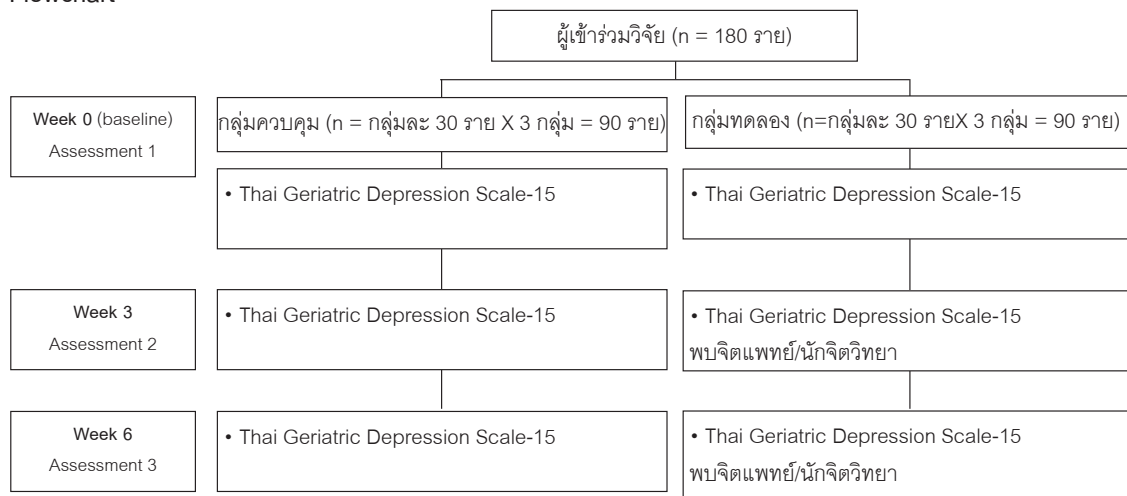 Flowchart
ผู้เข้าร่วมวิจัย (n = 180 ราย)
Week 0 (baseline)
Assessment 1
กลุ่มควบคุม (n = กลุ่มละ 30 ราย X 3 กลุ่ม = 90 ราย)
กลุ่มทดลอง (n=กลุ่มละ 30 รายX 3 กลุ่ม = 90 ราย)
• Thai Geriatric Depression Scale-15
• Thai Geriatric Depression Scale-15
Week 3
Assessment 2
• Thai Geriatric Depression Scale-15
• Thai Geriatric Depression Scale-15
พบจิตแพทย์/นักจิตวิทยา
Week 6
Assessment 3
• Thai Geriatric Depression Scale-15
• Thai Geriatric Depression Scale-15
พบจิตแพทย์/นักจิตวิทยา